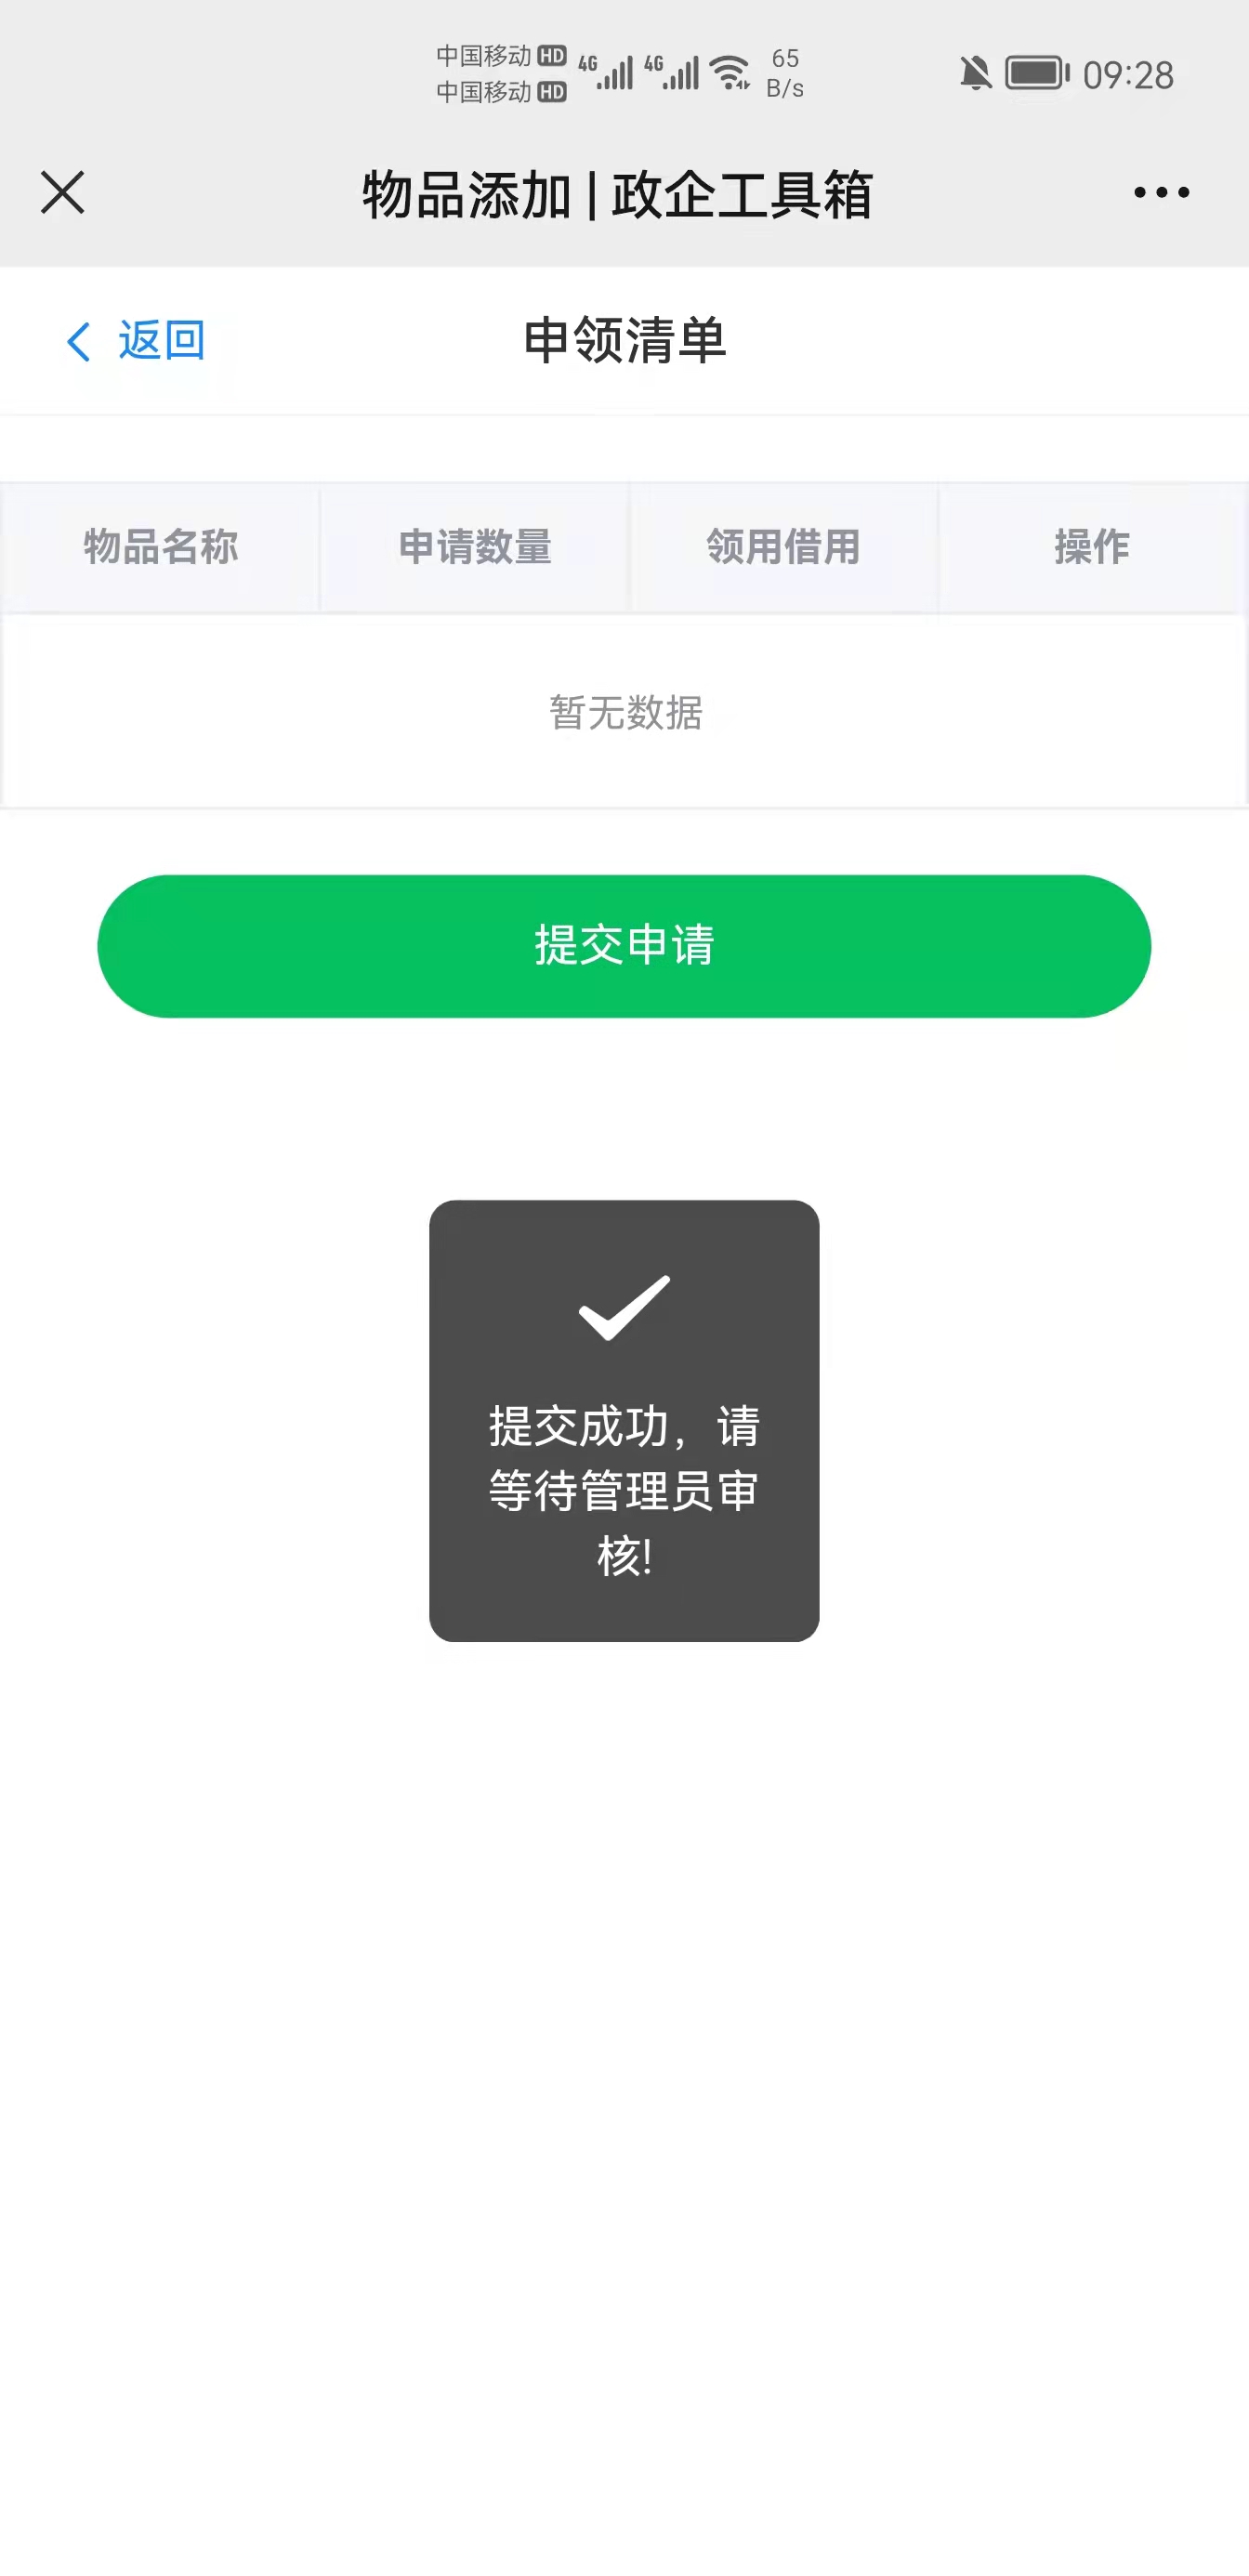 中国移动 HD 4G 4G 65
中国移动 HD B/s 09:28
物品添加 | 政企工具箱
返回 申领清单
物品名称 申请数量 领用借用 操作
暂无数据
提交申请
提交成功，请
等待管理员审
核!